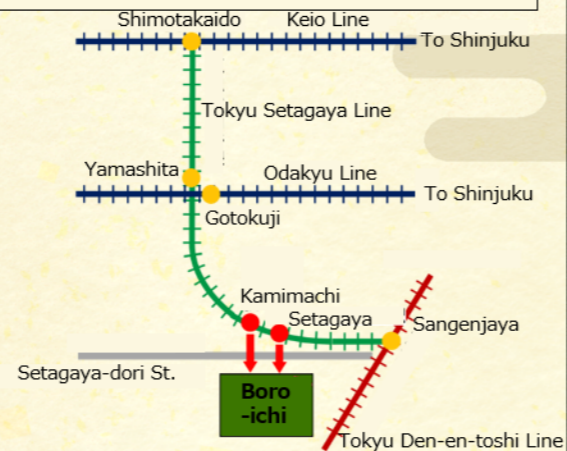 Shimotakaido
Keio Line
To Shinjuku
Tokyu Setagaya Line
Yamashita
Odakyu Line
To Shinjuku
Gotokuji
Kamimachi
Setagaya
Sangenjaya
Setagaya-dori St.
Boro
-ichi
Tokyu Den-en-toshi Line